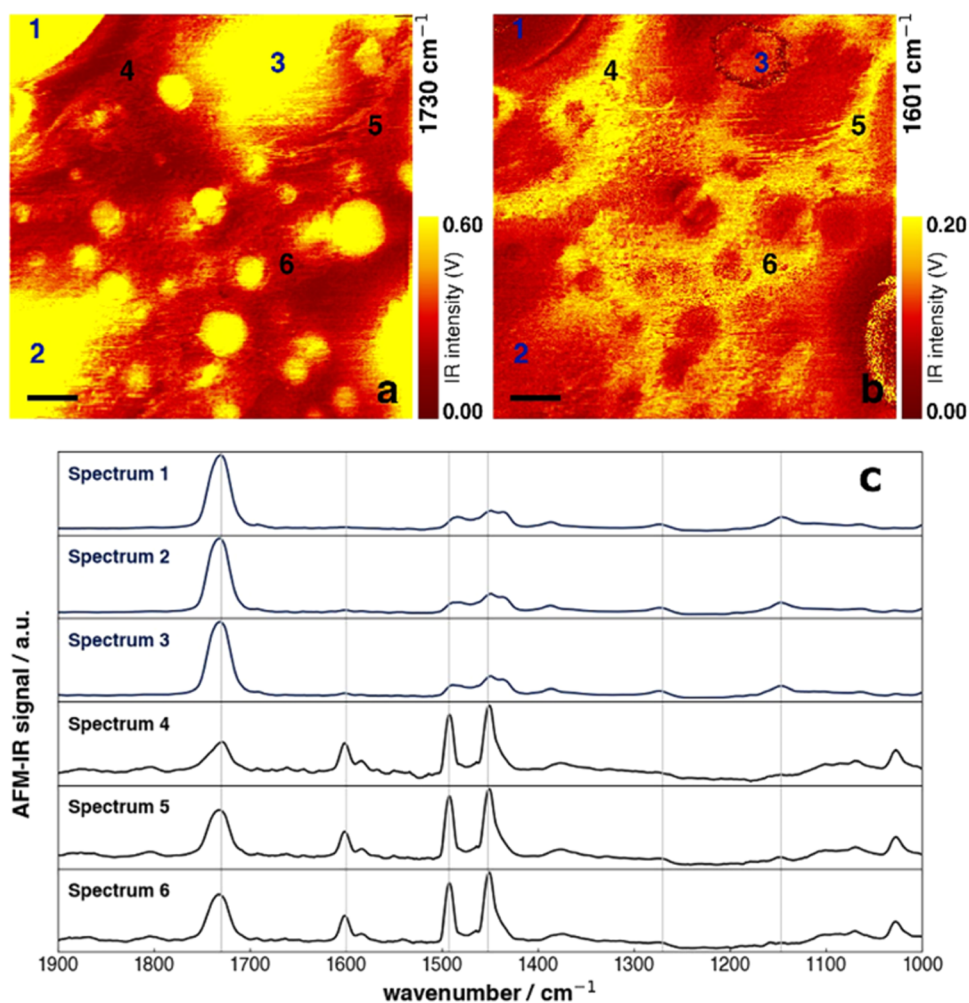 1
4
3
5
6
2
a
1730 cm⁻¹
0.60
IR intensity (V)
0.00
1
4
3
5
6
2
b
1601 cm⁻¹
0.20
IR intensity (V)
0.00
c
Spectrum 1
Spectrum 2
Spectrum 3
Spectrum 4
Spectrum 5
Spectrum 6
AFM-IR signal / a.u.
1900 1800 1700 1600 1500 1400 1300 1200 1100 1000
wavenumber / cm⁻¹